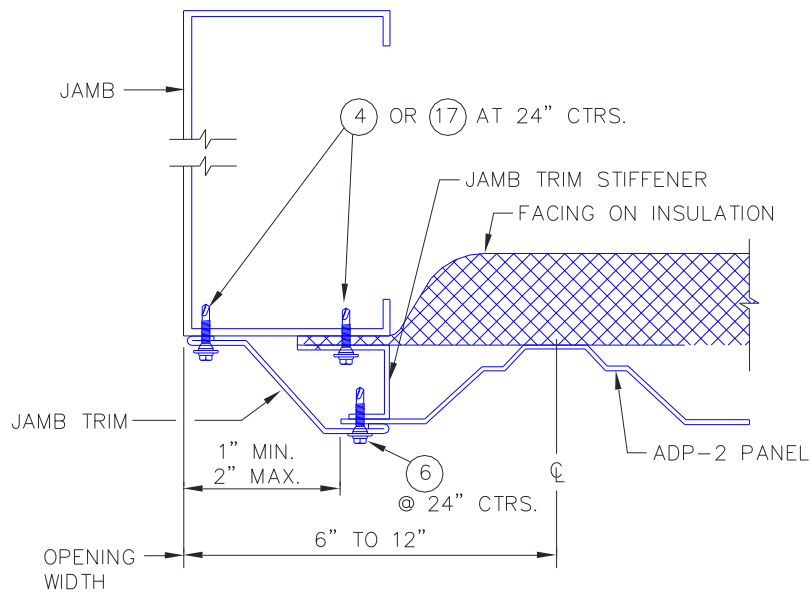 JAMB
4 OR 17 AT 24" CTRS.
JAMB TRIM STIFFENER
FACING ON INSULATION
JAMB TRIM
1" MIN.
2" MAX.
ADP-2 PANEL
℄
6
@ 24" CTRS.
6" TO 12"
OPENING
WIDTH